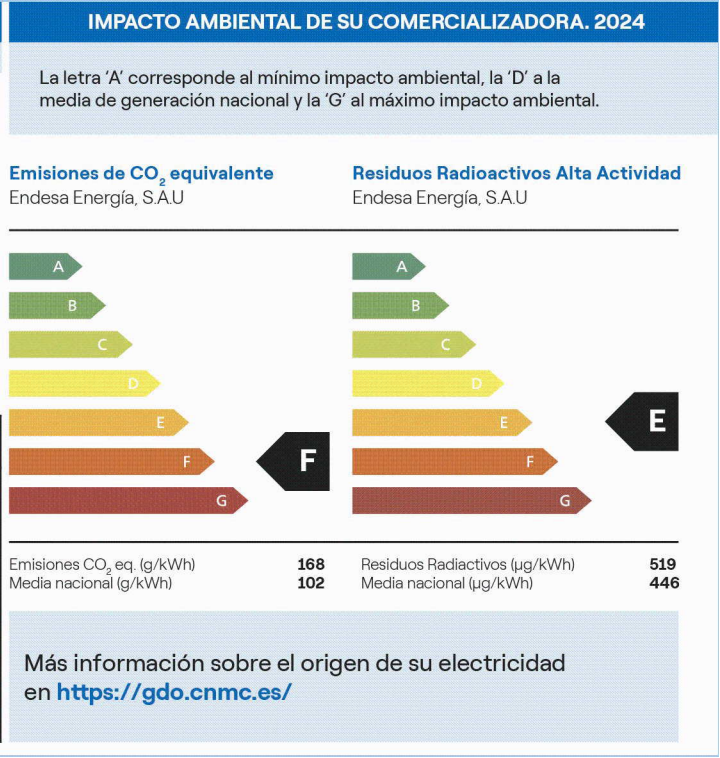 IMPACTO AMBIENTAL DE SU COMERCIALIZADORA. 2024
La letra ‘A’ corresponde al mínimo impacto ambiental, la ‘D’ a la
media de generación nacional y la ‘G’ al máximo impacto ambiental.
Emisiones de CO₂ equivalente
Endesa Energía, S.A.U
A
B
C
D
E
F
G
F
Emisiones CO₂ eq. (g/kWh) 168
Media nacional (g/kWh) 102
Residuos Radioactivos Alta Actividad
Endesa Energía, S.A.U
A
B
C
D
E
F
G
E
Residuos Radiactivos (µg/kWh) 519
Media nacional (µg/kWh) 446
Más información sobre el origen de su electricidad
en https://gdo.cnmc.es/